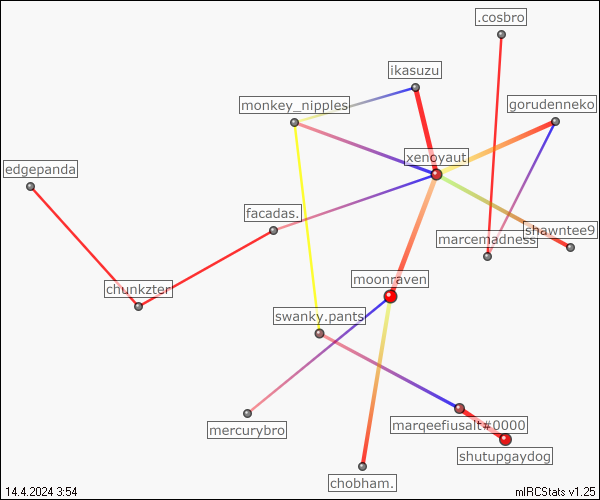 .cosbro
ikasuzu
monkey_nipples
gorudenneko
xenoyaut
edgepanda
facadas.
shawntee9
marcemadness
moonraven
chunkzter
swanky.pants
marqeefiusalt#0000
mercurybro
shutupgaydog
chobham.
14.4.2024 3:54
mIRCStats v1.25